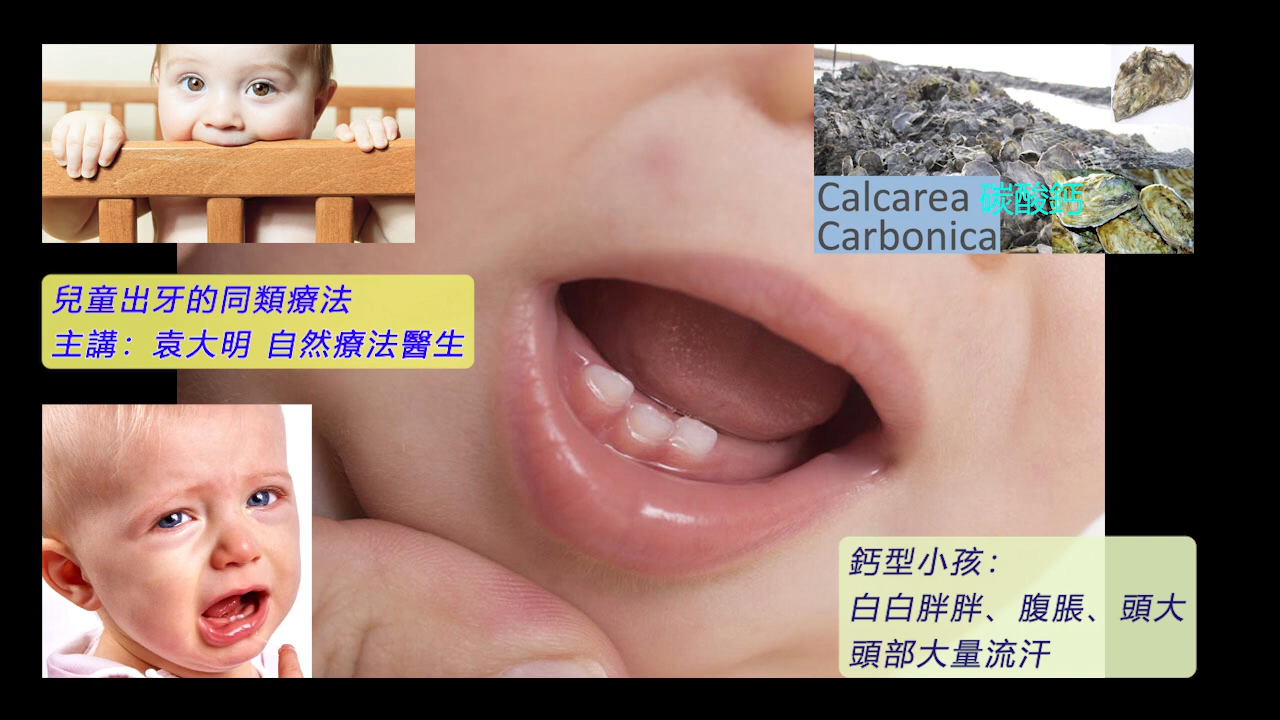 Calcarea 碳酸鈣
Carbonica
兒童出牙的同類療法
主講：袁大明 自然療法醫生
鈣型小孩：
白白胖胖、腹脹、頭大
頭部大量流汗